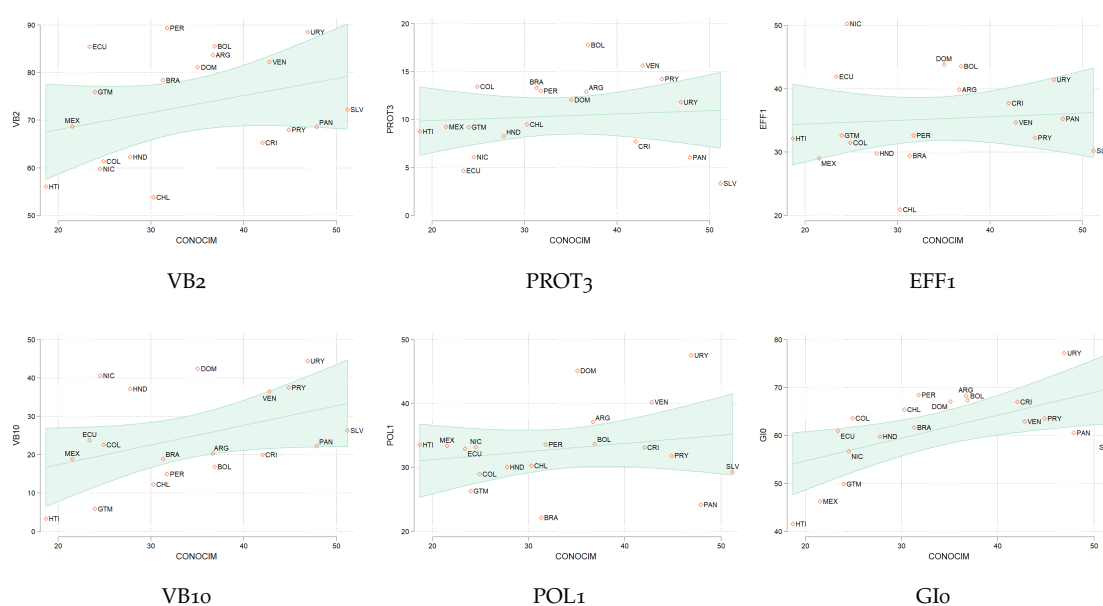 90
80
70
60
50
VB2
20
30
40
50
CONOCIM
PER
URY
ECU
BOL
ARG
VEN
DOM
BRA
GTM
SLV
MEX
PAN
PRY
CRI
HND
COL
NIC
HTI
CHL
VB2
20
15
10
5
0
PROT3
20
30
40
50
CONOCIM
BOL
VEN
PRY
COL
BRA
PER
ARG
DOM
URY
CHL
HTI
MEX
GTM
HND
CRI
NIC
PAN
ECU
SLV
PROT3
50
40
30
20
EFF1
20
30
40
50
CONOCIM
NIC
DOM
BOL
ECU
URY
ARG
CRI
PAN
VEN
HTI
GTM
PER
PRY
COL
HND
BRA
MEX
SL
CHL
EFF1
50
40
30
20
10
0
VB10
20
30
40
50
CONOCIM
URY
DOM
NIC
HND
PRY
VEN
SLV
ECU
COL
PAN
ARG
CRI
MEX
BRA
BOL
PER
CHL
GTM
HTI
VB10
50
40
30
20
POL1
20
30
40
50
CONOCIM
URY
DOM
VEN
ARG
HTI
MEX
NIC
ECU
PER
BOL
CRI
PRY
HND
CHL
COL
SLV
GTM
PAN
BRA
POL1
80
70
60
50
40
GI0
20
30
40
50
CONOCIM
URY
PER
ARG
BOL
DOM
CRI
CHL
COL
PRY
VEN
BRA
ECU
HND
PAN
NIC
S
GTM
MEX
HTI
GI0